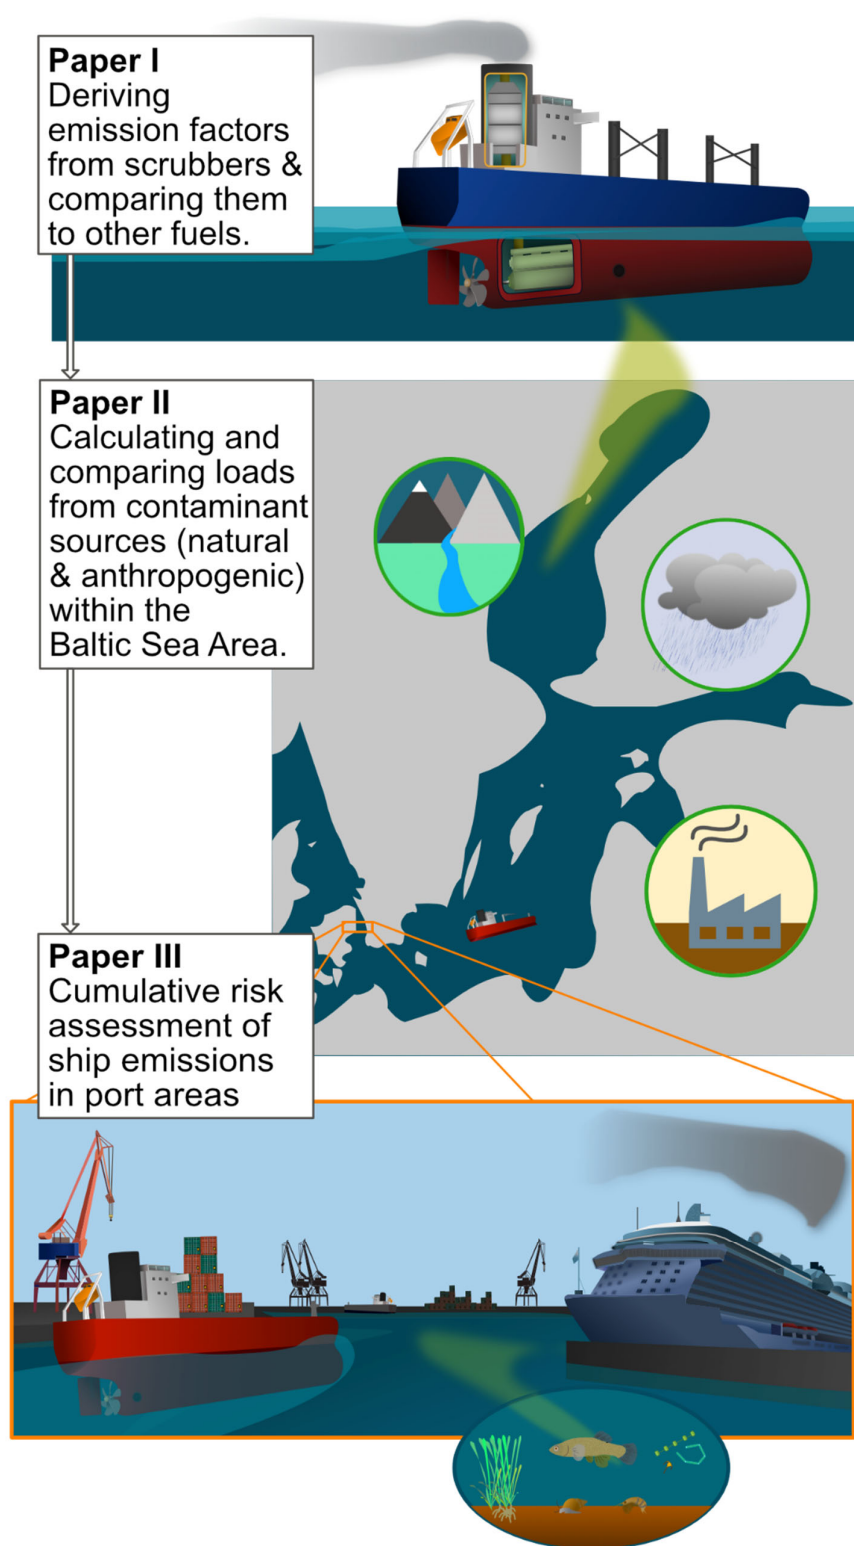 Paper I
Deriving
emission factors
from scrubbers &
comparing them
to other fuels.
Paper II
Calculating and
comparing loads
from contaminant
sources (natural
& anthropogenic)
within the
Baltic Sea Area.
Paper III
Cumulative risk
assessment of
ship emissions
in port areas